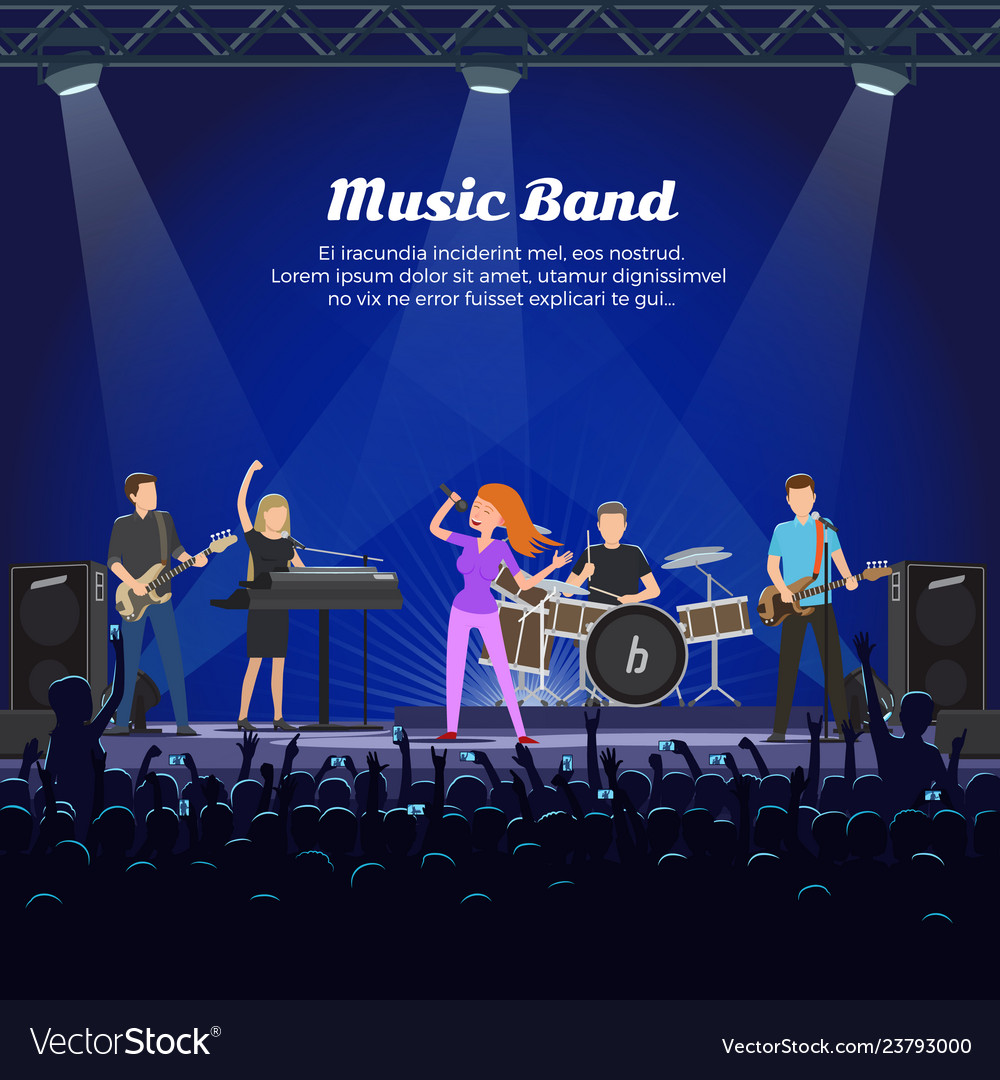 Music Band
Ei iracundia inciderint mel, eos nostrud.
Lorem ipsum dolor sit amet, utamur dignissimvel
no vix ne error fuisset explicari te gui...
b
VectorStock®
VectorStock.com/23793000